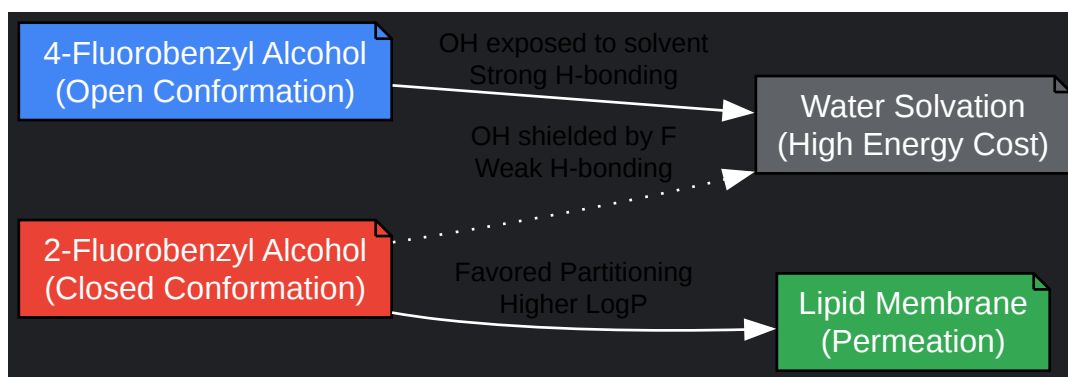 4-Fluorobenzyl Alcohol
(Open Conformation)
OH exposed to solvent
Strong H-bonding
Water Solvation
(High Energy Cost)
OH shielded by F
Weak H-bonding
2-Fluorobenzyl Alcohol
(Closed Conformation)
Favored Partitioning
Higher LogP
Lipid Membrane
(Permeation)